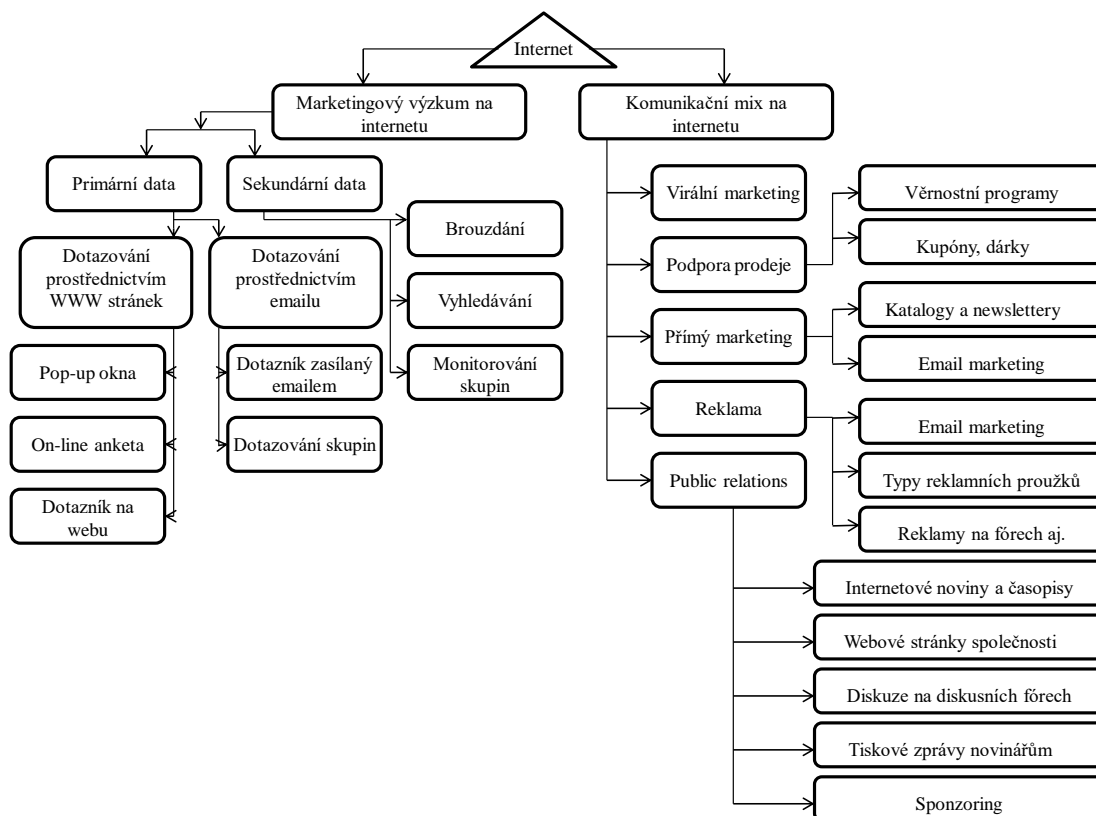 Internet
Marketingový výzkum na
internetu
Komunikační mix na
internetu
Primární data
Sekundární data
Brouzdání
Vyhledávání
Monitorování
skupin
Dotazování
prostřednictvím
WWW stránek
Dotazování
prostřednictvím
emailu
Pop-up okna
On-line anketa
Dotazník na
webu
Dotazník zasílaný
emailem
Dotazování skupin
Virální marketing
Podpora prodeje
Přímý marketing
Reklama
Public relations
Věrnostní programy
Kupóny, dárky
Katalogy a newslettery
Email marketing
Email marketing
Typy reklamních proužků
Reklamy na fórech aj.
Internetové noviny a časopisy
Webové stránky společnosti
Diskuze na diskusních fórech
Tiskové zprávy novinářům
Sponzoring